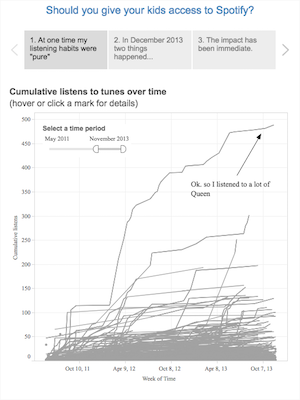 Should you give your kids access to Spotify?
1. At one time my
listening habits were
"pure"
2. In December 2013
two things
happened...
3. The impact has
been immediate.
Cumulative listens to tunes over time
(hover or click a mark for details)
500
Select a time period
May 2011 November 2013
450
400
350
Ok. so I listened to a lot of
Queen
300
Cumulative listens
250
200
150
100
50
0
Oct 10, 11 Apr 9, 12 Oct 8, 12 Apr 8, 13 Oct 7, 13
Week of Time